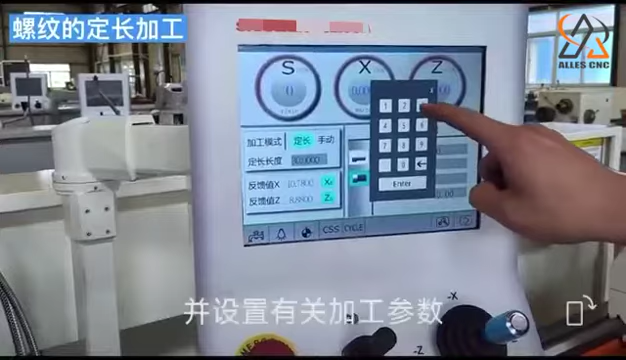 螺纹的定长加工
ALLES CNC
S
X
Z
加工模式 定长 手动
定长长度
反馈值X X₀
反馈值Z Z₀
1 2
4 5 6
7 8 9
0
Enter
CSS CYCLE
并设置有关加工参数
-X
-Z